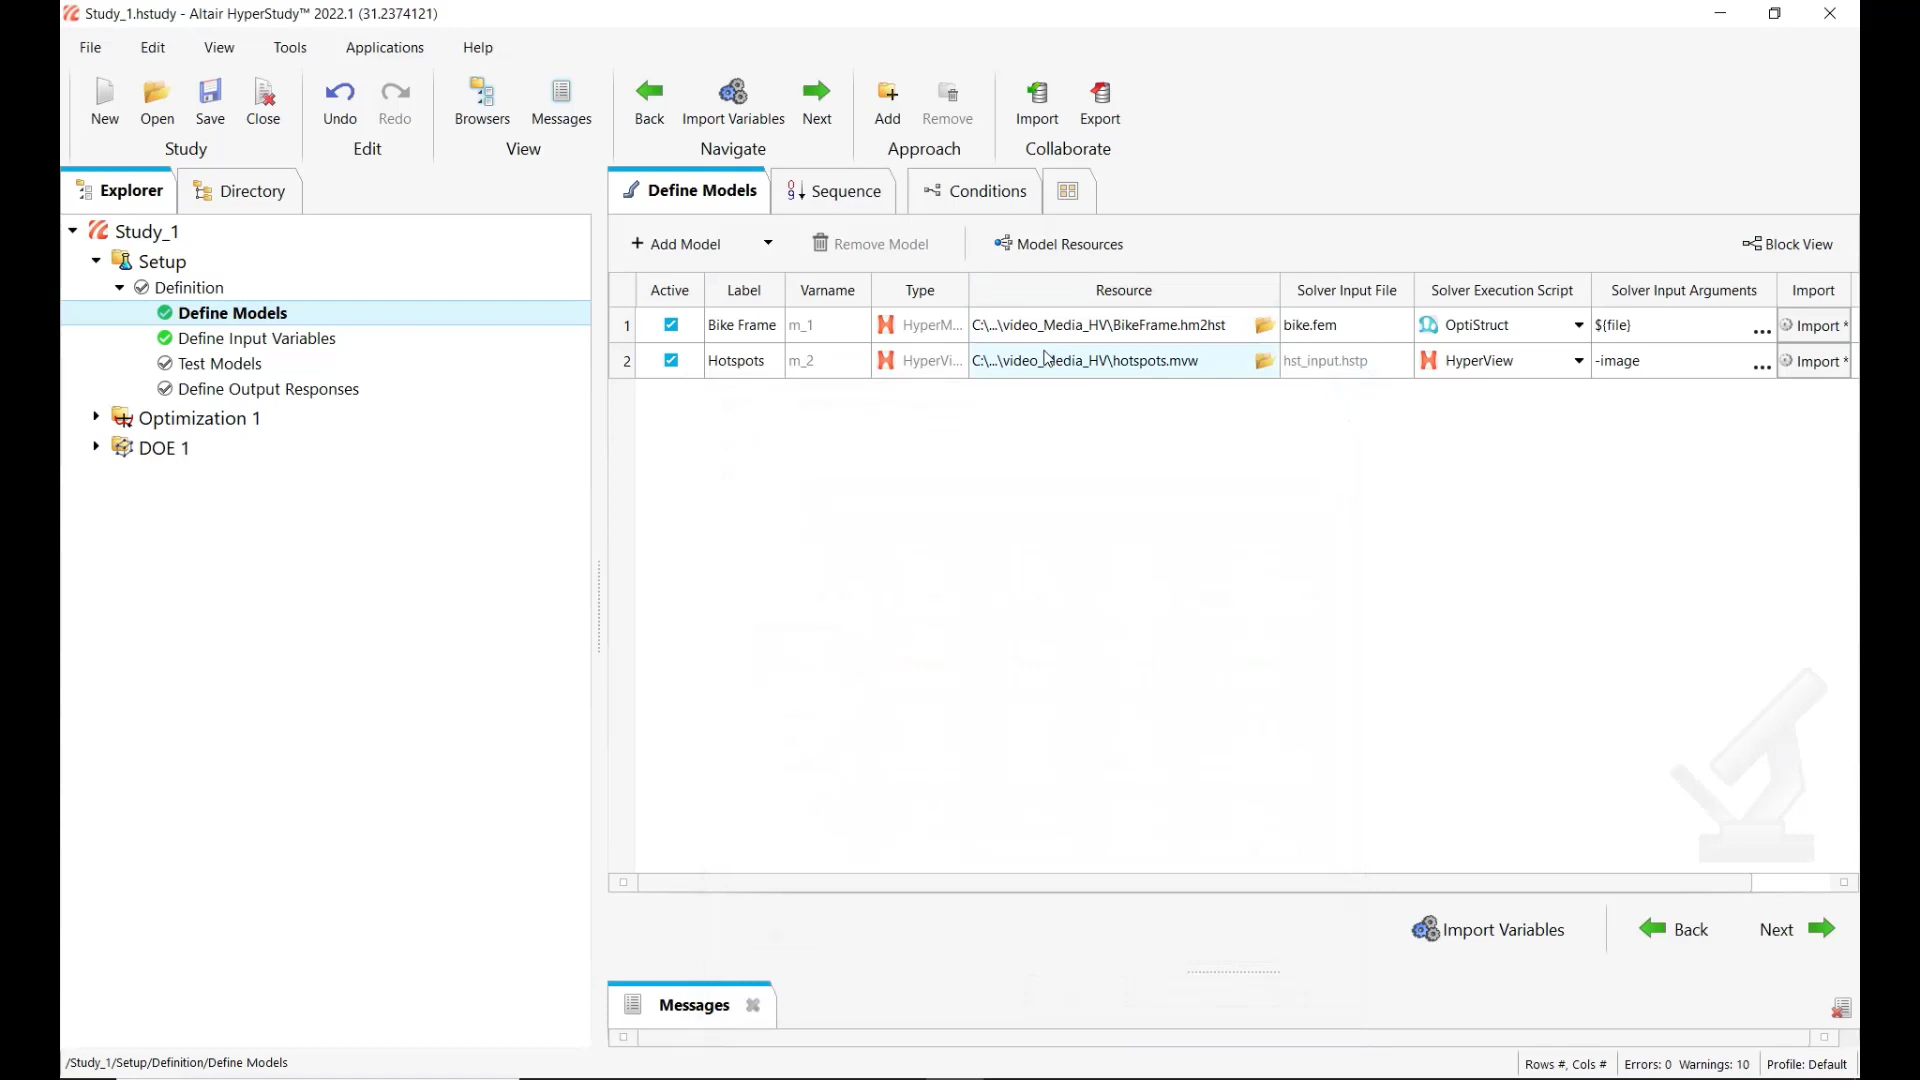 Study_1.hstudy - Altair HyperStudy™ 2022.1 (31.2374121)
File Edit View Tools Applications Help
New Open Save Close Undo Redo Browsers Messages Back Import Variables Next Add Remove Import Export
Study Edit View Navigate Approach Collaborate
Explorer Directory
Study_1
Setup
Definition
Define Models
Define Input Variables
Test Models
Define Output Responses
Optimization 1
DOE 1
Define Models Sequence Conditions
+ Add Model Remove Model Model Resources Block View
Active Label Varname Type Resource Solver Input File Solver Execution Script Solver Input Arguments Import
1 Bike Frame m_1 HyperM... C:\...\video_Media_HV\BikeFrame.hm2hst bike.fem OptiStruct ${file} ... Import *
2 Hotspots m_2 HyperVi... C:\...\video_Media_HV\hotspots.mvw hst_input.hstp HyperView -image ... Import *
Import Variables Back Next
Messages
/Study_1/Setup/Definition/Define Models
Rows #, Cols # Errors: 0 Warnings: 10 Profile: Default